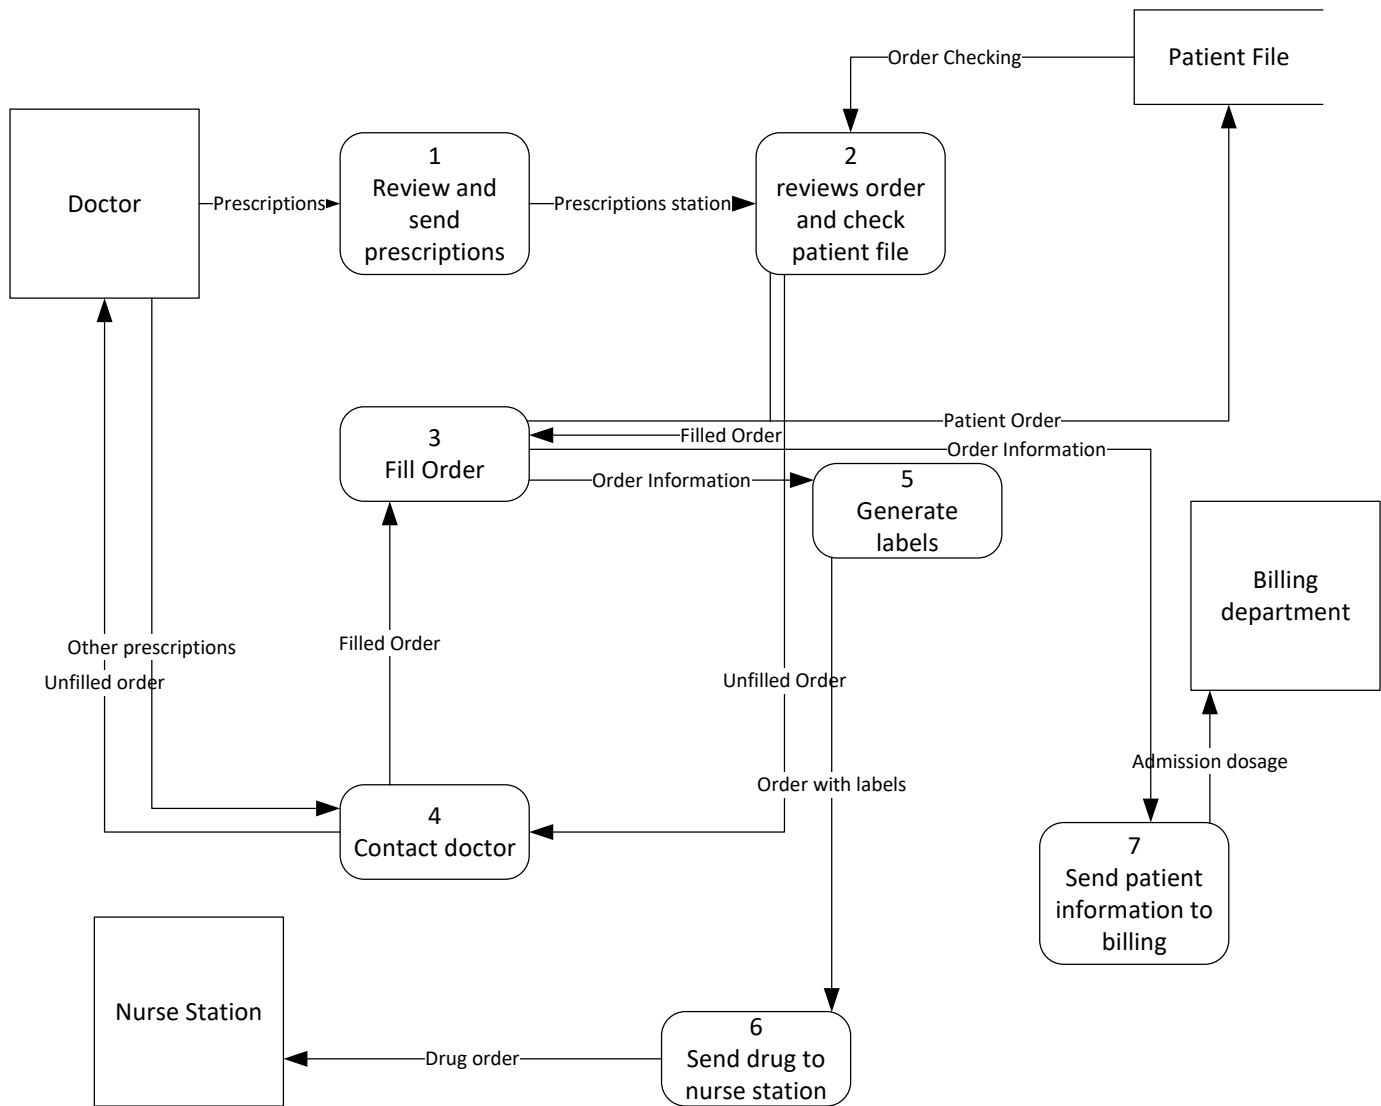 Patient File
Order Checking
Doctor
Prescriptions
1
Review and
send
prescriptions
Prescriptions station
2
reviews order
and check
patient file
3
Fill Order
Patient Order
Filled Order
Order Information
Order Information
5
Generate
labels
Billing
department
Other prescriptions
Unfilled order
Filled Order
Unfilled Order
Order with labels
Admission dosage
4
Contact doctor
7
Send patient
information to
billing
Nurse Station
Drug order
6
Send drug to
nurse station